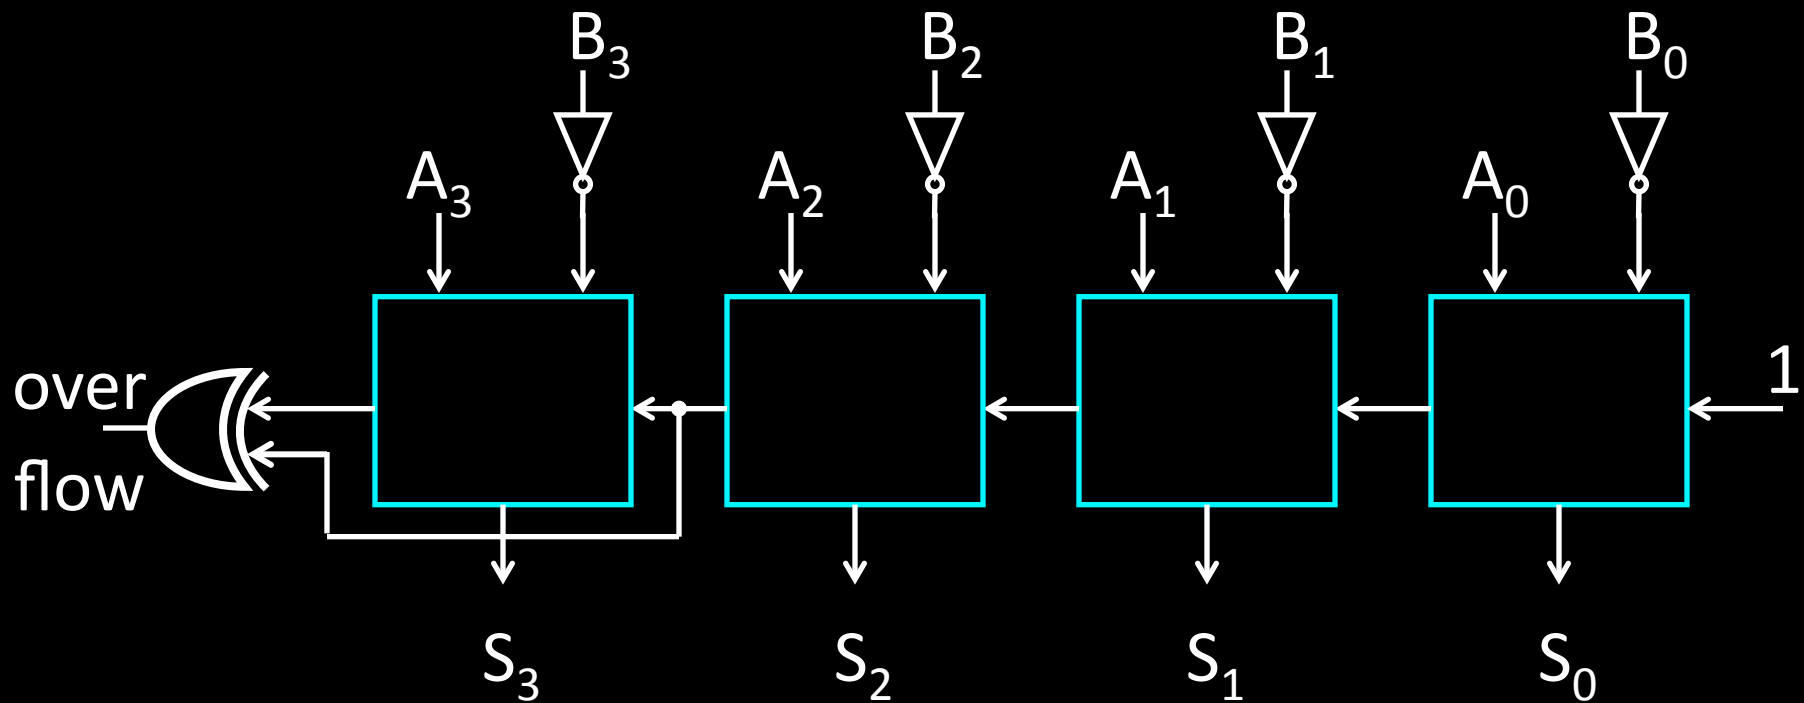 B₃ B₂ B₁ B₀
A₃ A₂ A₁ A₀
1
over
flow
S₃ S₂ S₁ S₀